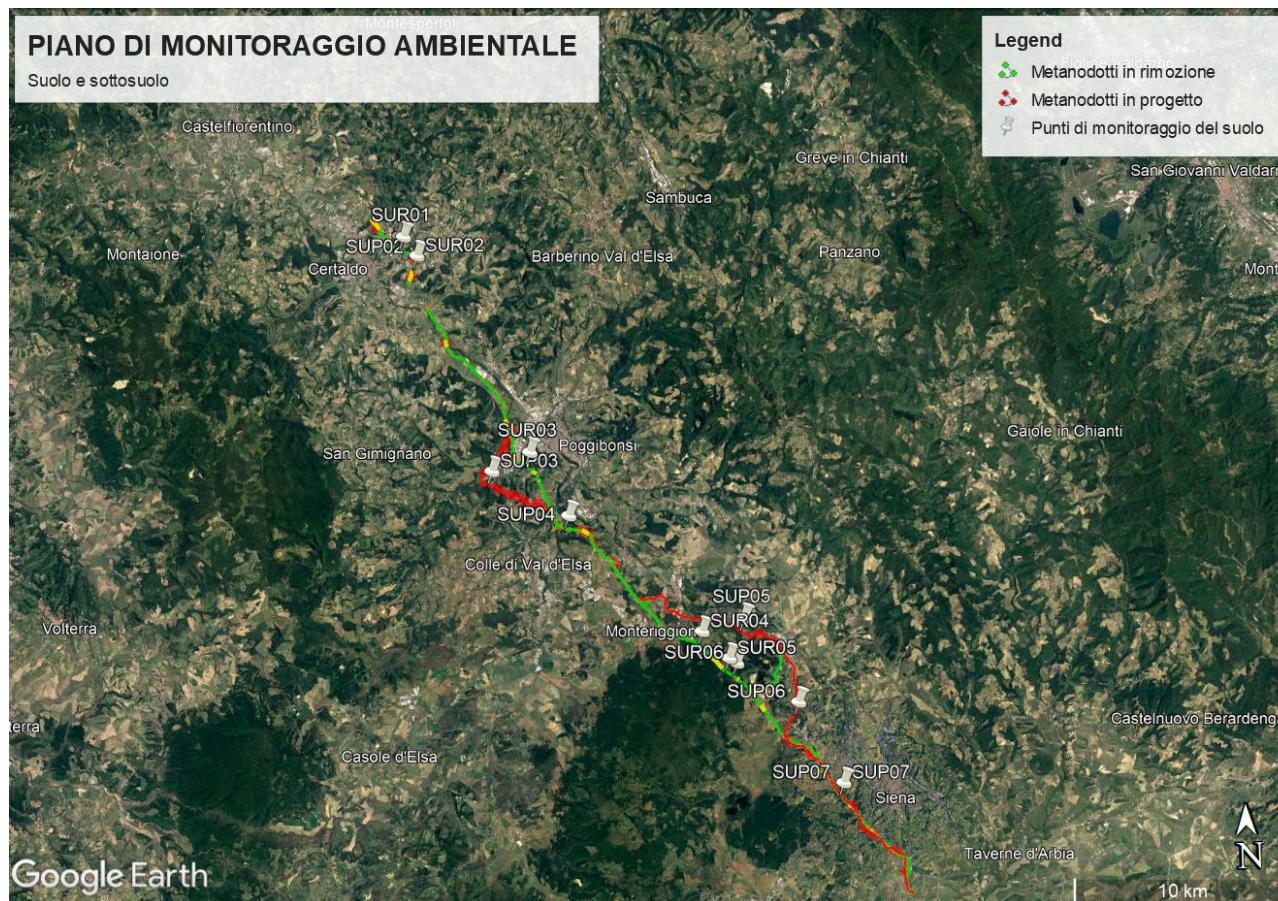 Montespertoli
PIANO DI MONITORAGGIO AMBIENTALE
Suolo e sottosuolo
Legend
Figline Valdarno
Metanodotti in rimozione
Metanodotti in progetto
Punti di monitoraggio del suolo
Castelfiorentino
Greve in Chianti
San Giovanni Valdarn
Sambuca
SUR01
SUP02
SUR02
Montaione
Barberino Val d'Elsa
Panzano
Certaldo
Mont
SUR03
Poggibonsi
Gaiole in Chianti
San Gimignano
SUP03
SUP04
Colle di Val d'Elsa
SUP05
SUR04
Volterra
Monteriggion
SUR06
SUR05
SUP06
Castelnuovo Berardenga
terra
Casole d'Elsa
SUP07
SUP07
Siena
Taverne d'Arbia
N
Google Earth
10 km